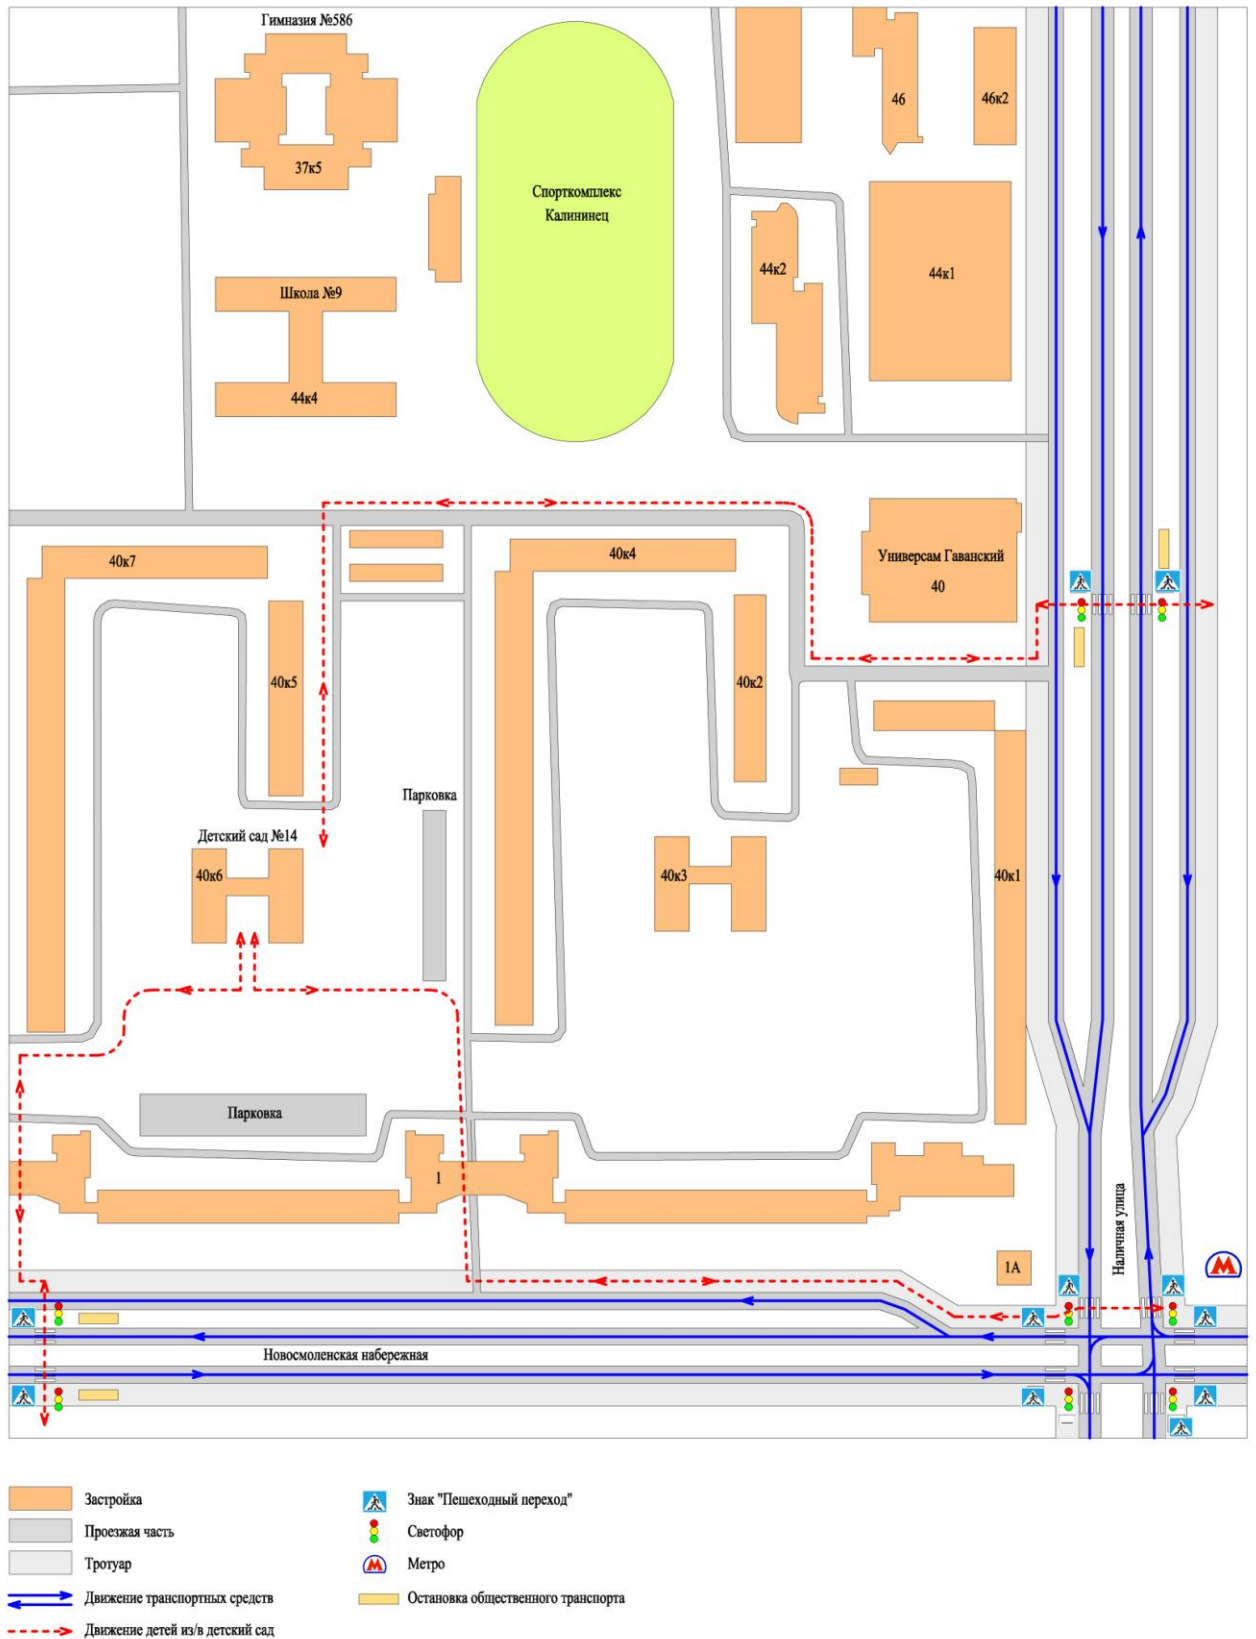 Гимназия №586
46
46к2
37к5
Спорткомплекс
Калининец
44к2
44к1
Школа №9
44к4
40к7
40к4
Универсам Гаванский
40
40к5
40к2
Парковка
Детский сад №14
40к6
40к3
40к1
Парковка
1
Наличная улица
М
1А
Новосмоленская набережная
Застройка
Знак "Пешеходный переход"
Проезжая часть
Светофор
Тротуар
М
Метро
Движение транспортных средств
Остановка общественного транспорта
Движение детей из/в детский сад